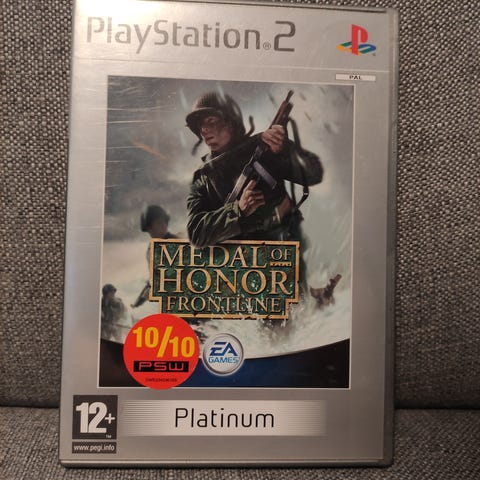 PlayStation®2
PAL
MEDAL OF
HONOR
FRONTLINE
10/10
PSW
EA
GAMES
12+
www.pegi.info
Platinum